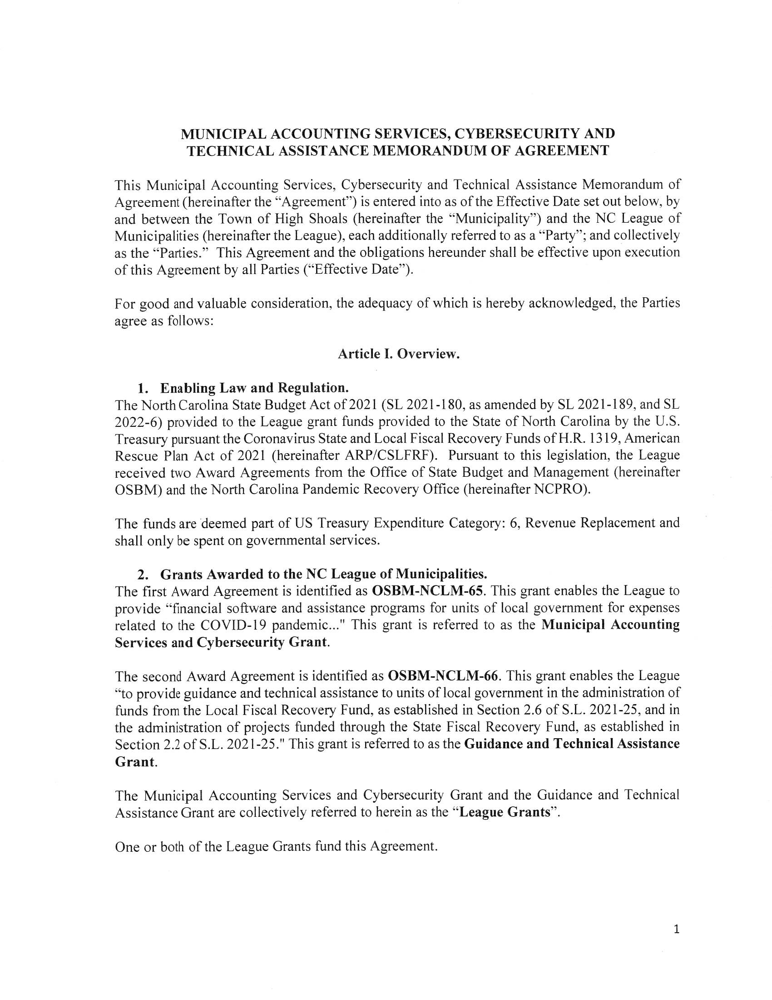 MUNICIPAL ACCOUNTING SERVICES, CYBERSECURITY AND
TECHNICAL ASSISTANCE MEMORANDUM OF AGREEMENT
This Municipal Accounting Services, Cybersecurity and Technical Assistance Memorandum of
Agreement (hereinafter the “Agreement”) is entered into as of the Effective Date set out below, by
and between the Town of High Shoals (hereinafter the “Municipality”) and the NC League of
Municipalities (hereinafter the League), each additionally referred to as a “Party”; and collectively
as the “Parties.” This Agreement and the obligations hereunder shall be effective upon execution
of this Agreement by all Parties (“Effective Date”).
For good and valuable consideration, the adequacy of which is hereby acknowledged, the Parties
agree as follows:
Article I. Overview.
1. Enabling Law and Regulation.
The North Carolina State Budget Act of 2021 (SL 2021-180, as amended by SL 2021-189, and SL
2022-6) provided to the League grant funds provided to the State of North Carolina by the U.S.
Treasury pursuant the Coronavirus State and Local Fiscal Recovery Funds of H.R. 1319, American
Rescue Plan Act of 2021 (hereinafter ARP/CSLFRF). Pursuant to this legislation, the League
received two Award Agreements from the Office of State Budget and Management (hereinafter
OSBM) and the North Carolina Pandemic Recovery Office (hereinafter NCPRO).
The funds are deemed part of US Treasury Expenditure Category: 6, Revenue Replacement and
shall only be spent on governmental services.
2. Grants Awarded to the NC League of Municipalities.
The first Award Agreement is identified as OSBM-NCLM-65. This grant enables the League to
provide “financial software and assistance programs for units of local government for expenses
related to the COVID-19 pandemic..." This grant is referred to as the Municipal Accounting
Services and Cybersecurity Grant.
The second Award Agreement is identified as OSBM-NCLM-66. This grant enables the League
“to provide guidance and technical assistance to units of local government in the administration of
funds from the Local Fiscal Recovery Fund, as established in Section 2.6 of S.L. 2021-25, and in
the administration of projects funded through the State Fiscal Recovery Fund, as established in
Section 2.2 of S.L. 2021-25." This grant is referred to as the Guidance and Technical Assistance
Grant.
The Municipal Accounting Services and Cybersecurity Grant and the Guidance and Technical
Assistance Grant are collectively referred to herein as the “League Grants”.
One or both of the League Grants fund this Agreement.
1